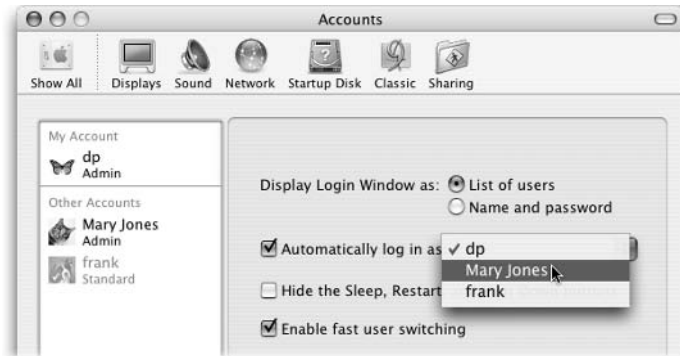 Accounts
Show All Displays Sound Network Startup Disk Classic Sharing
My Account
dp
Admin
Other Accounts
Mary Jones
Admin
frank
Standard
Display Login Window as: List of users
Name and password
Automatically log in as dp
Mary Jones
frank
Hide the Sleep, Restart
Enable fast user switching